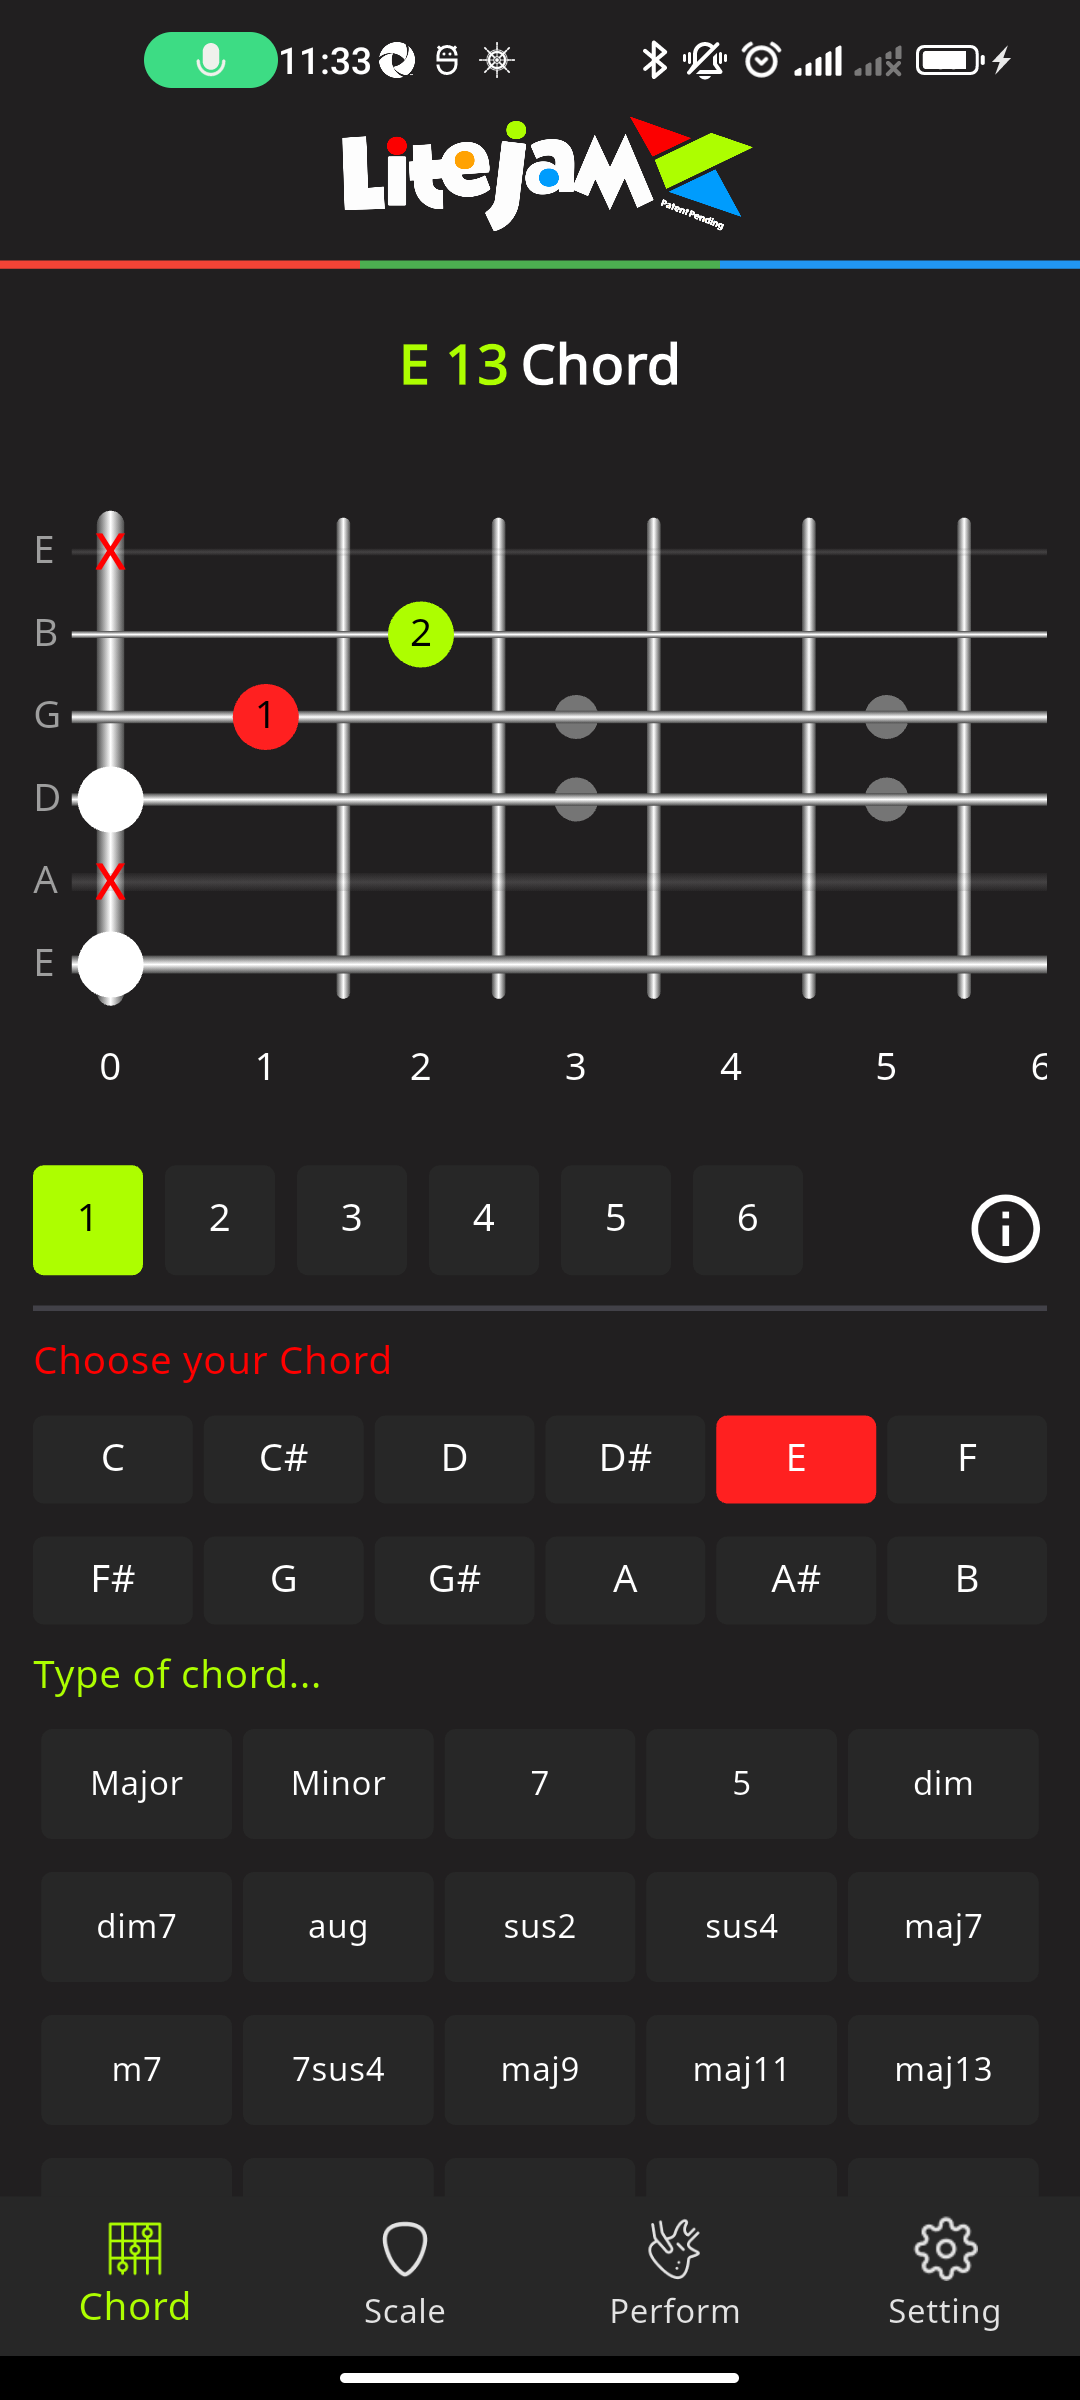 11:33
Litejam
Patent Pending
E 13 Chord
E X
B 2
G 1
D
A X
E
0 1 2 3 4 5 6
1 2 3 4 5 6
Choose your Chord
C C# D D# E F
F# G G# A A# B
Type of chord...
Major Minor 7 5 dim
dim7 aug sus2 sus4 maj7
m7 7sus4 maj9 maj11 maj13
Chord Scale Perform Setting